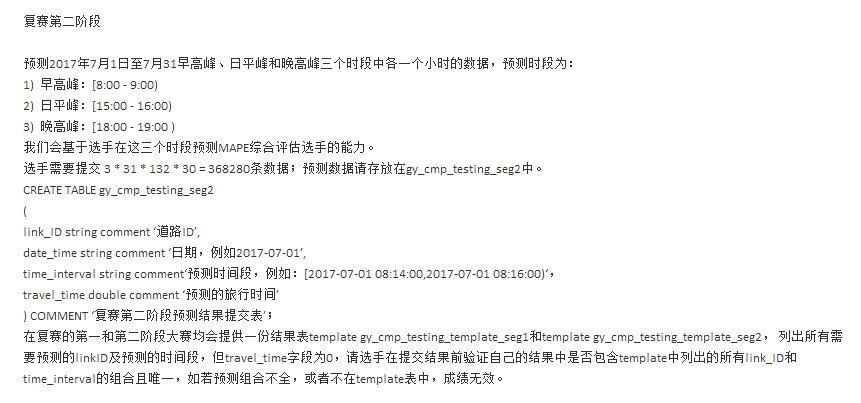 复赛第二阶段
预测2017年7月1日至7月31早高峰、日平峰和晚高峰三个时段中各一个小时的数据，预测时段为：
1) 早高峰：[8:00 - 9:00)
2) 日平峰：[15:00 - 16:00)
3) 晚高峰：[18:00 - 19:00 )
我们会基于选手在这三个时段预测MAPE综合评估选手的能力。
选手需要提交 3 * 31 * 132 * 30 = 368280条数据；预测数据请存放在gy_cmp_testing_seg2中。
CREATE TABLE gy_cmp_testing_seg2
(
link_ID string comment ‘道路ID’,
date_time string comment ‘日期，例如2017-07-01’,
time_interval string comment‘预测时间段，例如：[2017-07-01 08:14:00,2017-07-01 08:16:00)‘，
travel_time double comment ‘预测的旅行时间’
) COMMENT ‘复赛第二阶段预测结果提交表’；
在复赛的第一和第二阶段大赛均会提供一份结果表template gy_cmp_testing_template_seg1和template gy_cmp_testing_template_seg2，列出所有需
要预测的linkID及预测的时间段，但travel_time字段为0，请选手在提交结果前验证自己的结果中是否包含template中列出的所有link_ID和
time_interval的组合且唯一，如若预测组合不全，或者不在template表中，成绩无效。